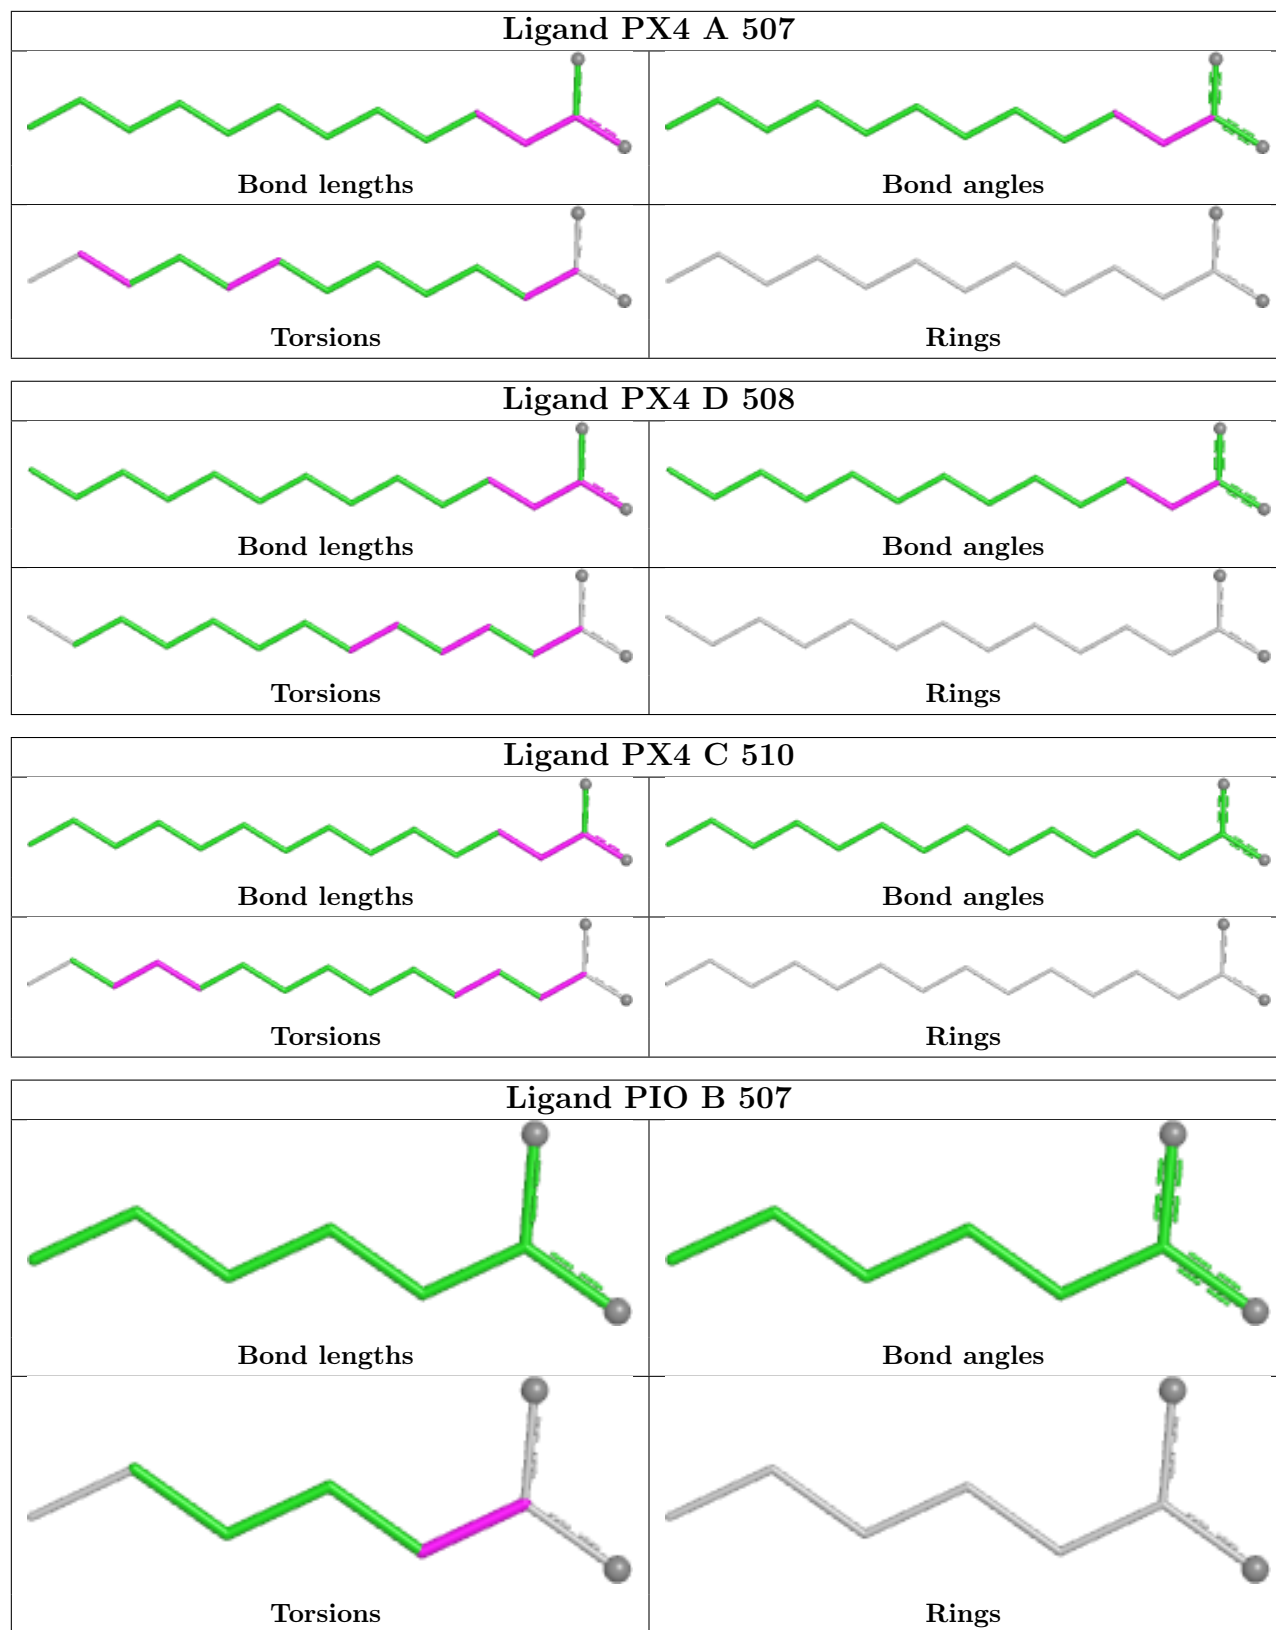 Ligand PX4 A 507
Bond lengths
Bond angles
Torsions
Rings
Ligand PX4 D 508
Bond lengths
Bond angles
Torsions
Rings
Ligand PX4 C 510
Bond lengths
Bond angles
Torsions
Rings
Ligand PIO B 507
Bond lengths
Bond angles
Torsions
Rings